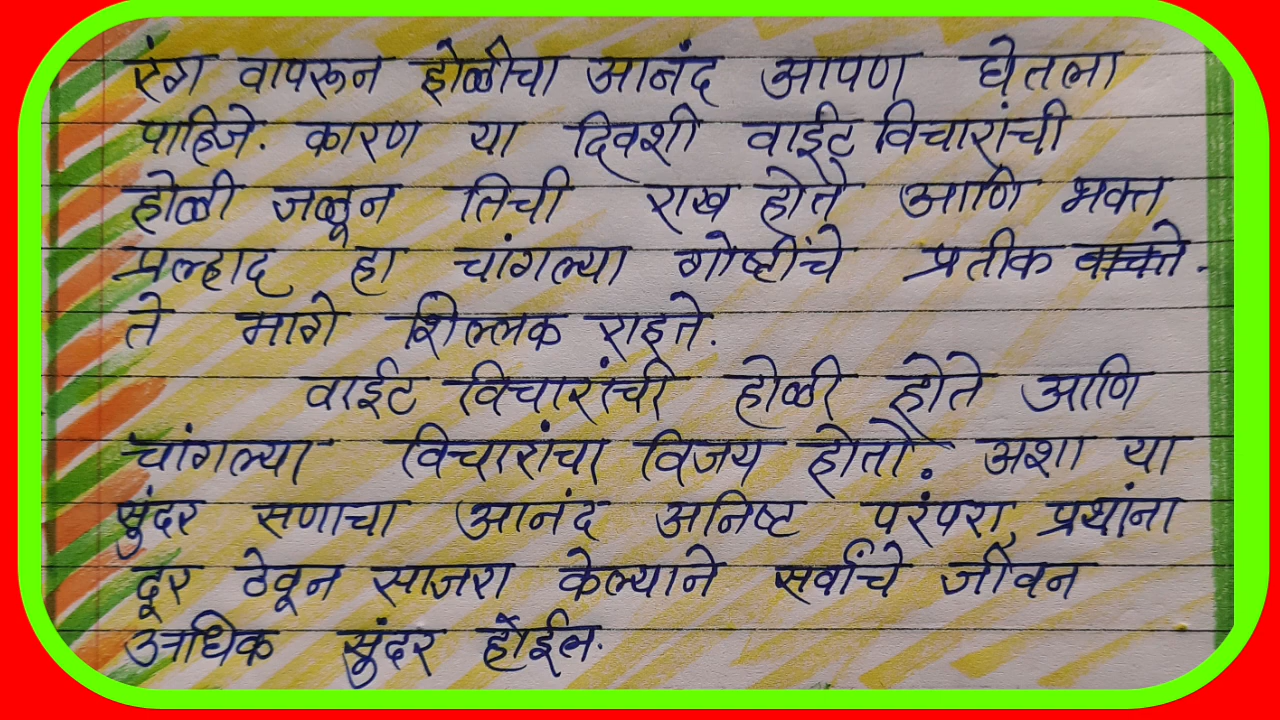 रंग वापरून होळीचा आनंद आपण घेतला
पाहिजे. कारण या दिवशी वाईट विचारांची
होळी जळून तिची राख होते आणि भक्त
प्रल्हाद हा चांगल्या गोष्टींचे प्रतीक
ते मागे शिल्लक राहते.
वाईट विचारांची होळी होते आणि
चांगल्या विचारांचा विजय होतो. अशा या
सुंदर सणाचा आनंद अनिष्ट परंपरा, प्रथांना
दूर ठेवून साजरा केल्याने सर्वांचे जीवन
अधिक सुंदर होईल.